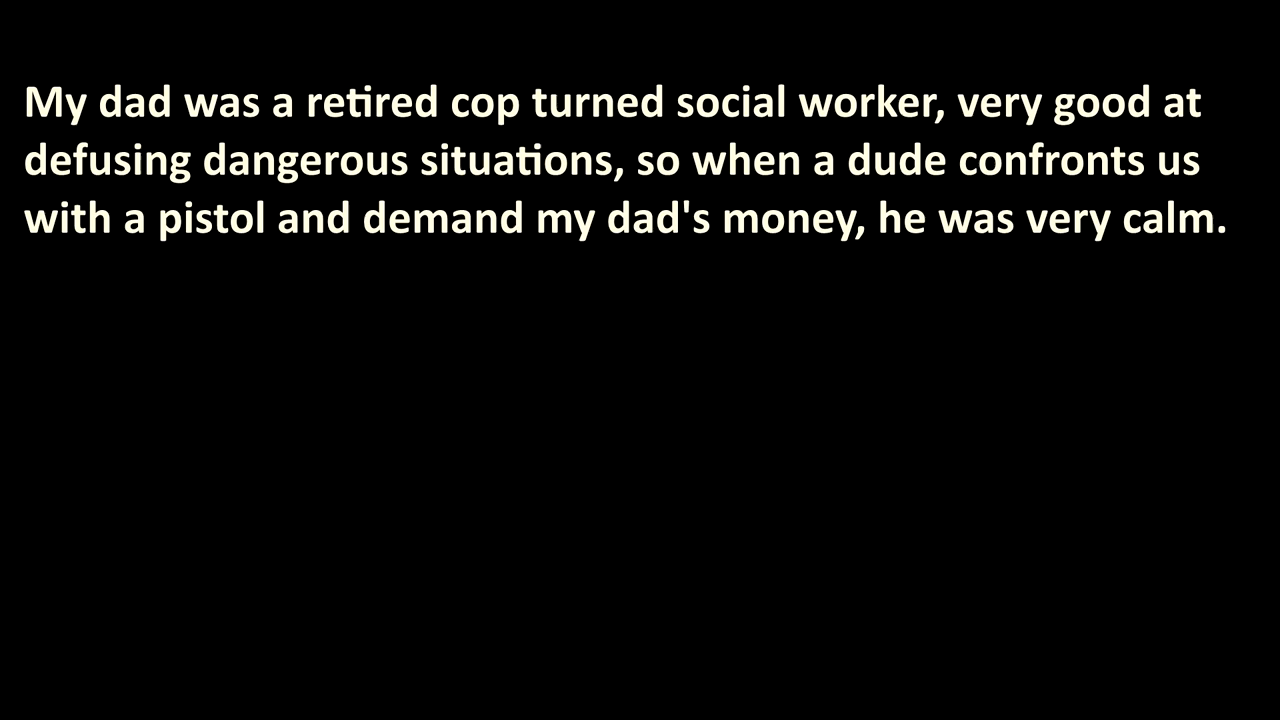 My dad was a retired cop turned social worker, very good at
defusing dangerous situations, so when a dude confronts us
with a pistol and demand my dad's money, he was very calm.